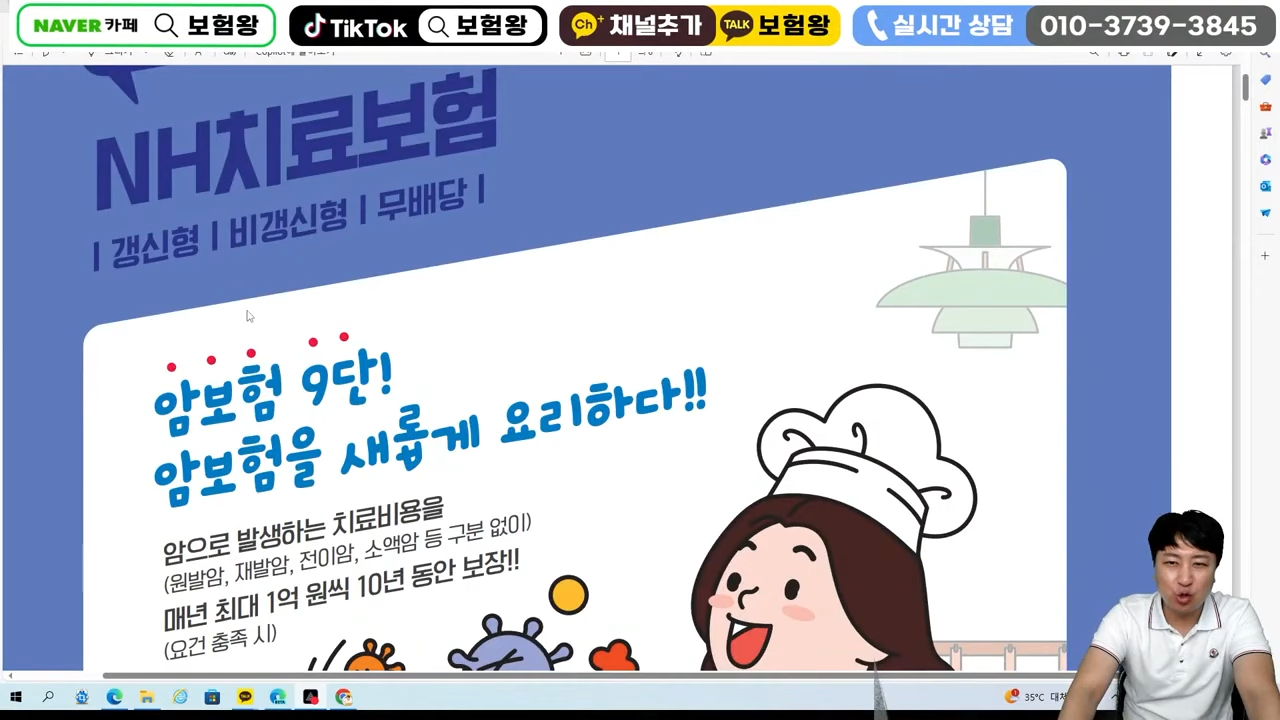 NAVER 카페 보험왕
TikTok 보험왕
Ch+ 채널추가 TALK 보험왕
실시간 상담 010-3739-3845
NH치료보험
| 갱신형 | 비갱신형 | 무배당 |
암보험 9단!
암보험을 새롭게 요리하다!!
암으로 발생하는 치료비용을
(원발암, 재발암, 전이암, 소액암 등 구분 없이)
매년 최대 1억 원씩 10년 동안 보장!!
(요건 충족 시)
35°C